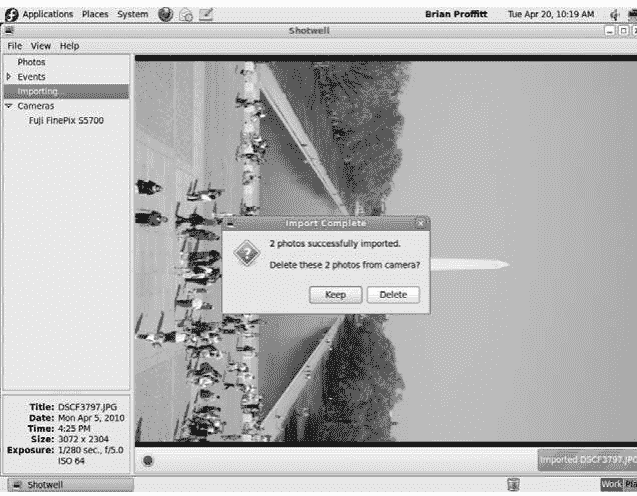 Applications Places System
Brian Proffitt
Tue Apr 20, 10:19 AM
Shotwell
File View Help
Photos
Events
Importing
Cameras
Fuji FinePix S5700
Import Complete
2 photos successfully imported.
Delete these 2 photos from camera?
Keep
Delete
Title: DSCF3797.JPG
Date: Mon Apr 5, 2010
Time: 4:25 PM
Size: 3072 x 2304
Exposure: 1/280 sec., f/5.0
ISO 64
Imported DSCF3797.JPG
Shotwell
Work